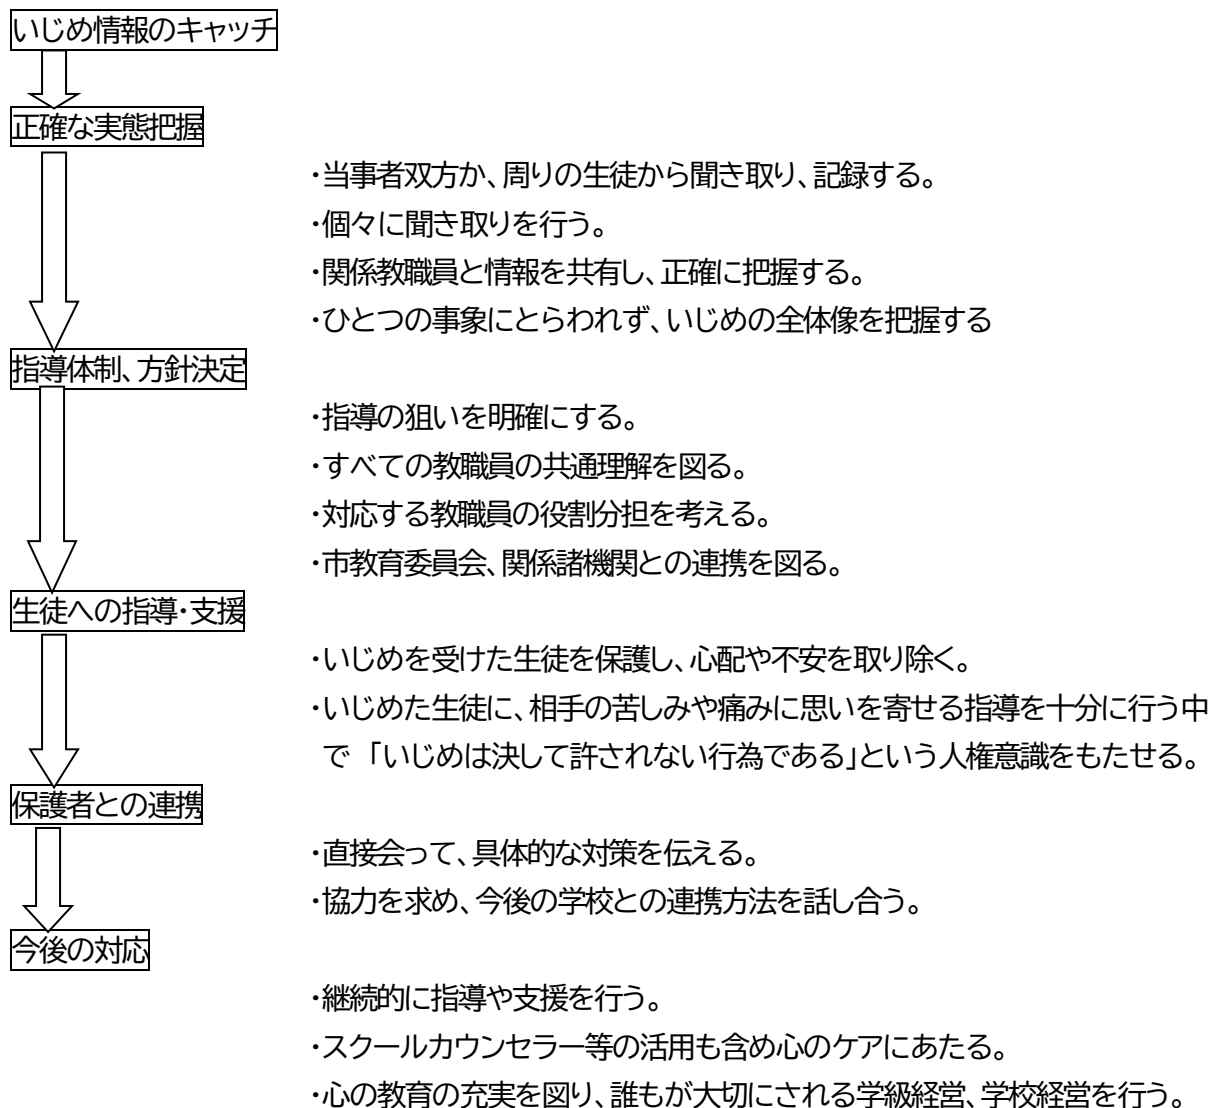 いじめ情報のキャッチ
正確な実態把握
・当事者双方か、周りの生徒から聞き取り、記録する。
・個々に聞き取りを行う。
・関係教職員と情報を共有し、正確に把握する。
・ひとつの事象にとらわれず、いじめの全体像を把握する
指導体制、方針決定
・指導の狙いを明確にする。
・すべての教職員の共通理解を図る。
・対応する教職員の役割分担を考える。
・市教育委員会、関係諸機関との連携を図る。
生徒への指導・支援
・いじめを受けた生徒を保護し、心配や不安を取り除く。
・いじめた生徒に、相手の苦しみや痛みに思いを寄せる指導を十分に行う中
で 「いじめは決して許されない行為である」という人権意識をもたせる。
保護者との連携
・直接会って、具体的な対策を伝える。
・協力を求め、今後の学校との連携方法を話し合う。
今後の対応
・継続的に指導や支援を行う。
・スクールカウンセラー等の活用も含め心のケアにあたる。
・心の教育の充実を図り、誰もが大切にされる学級経営、学校経営を行う。